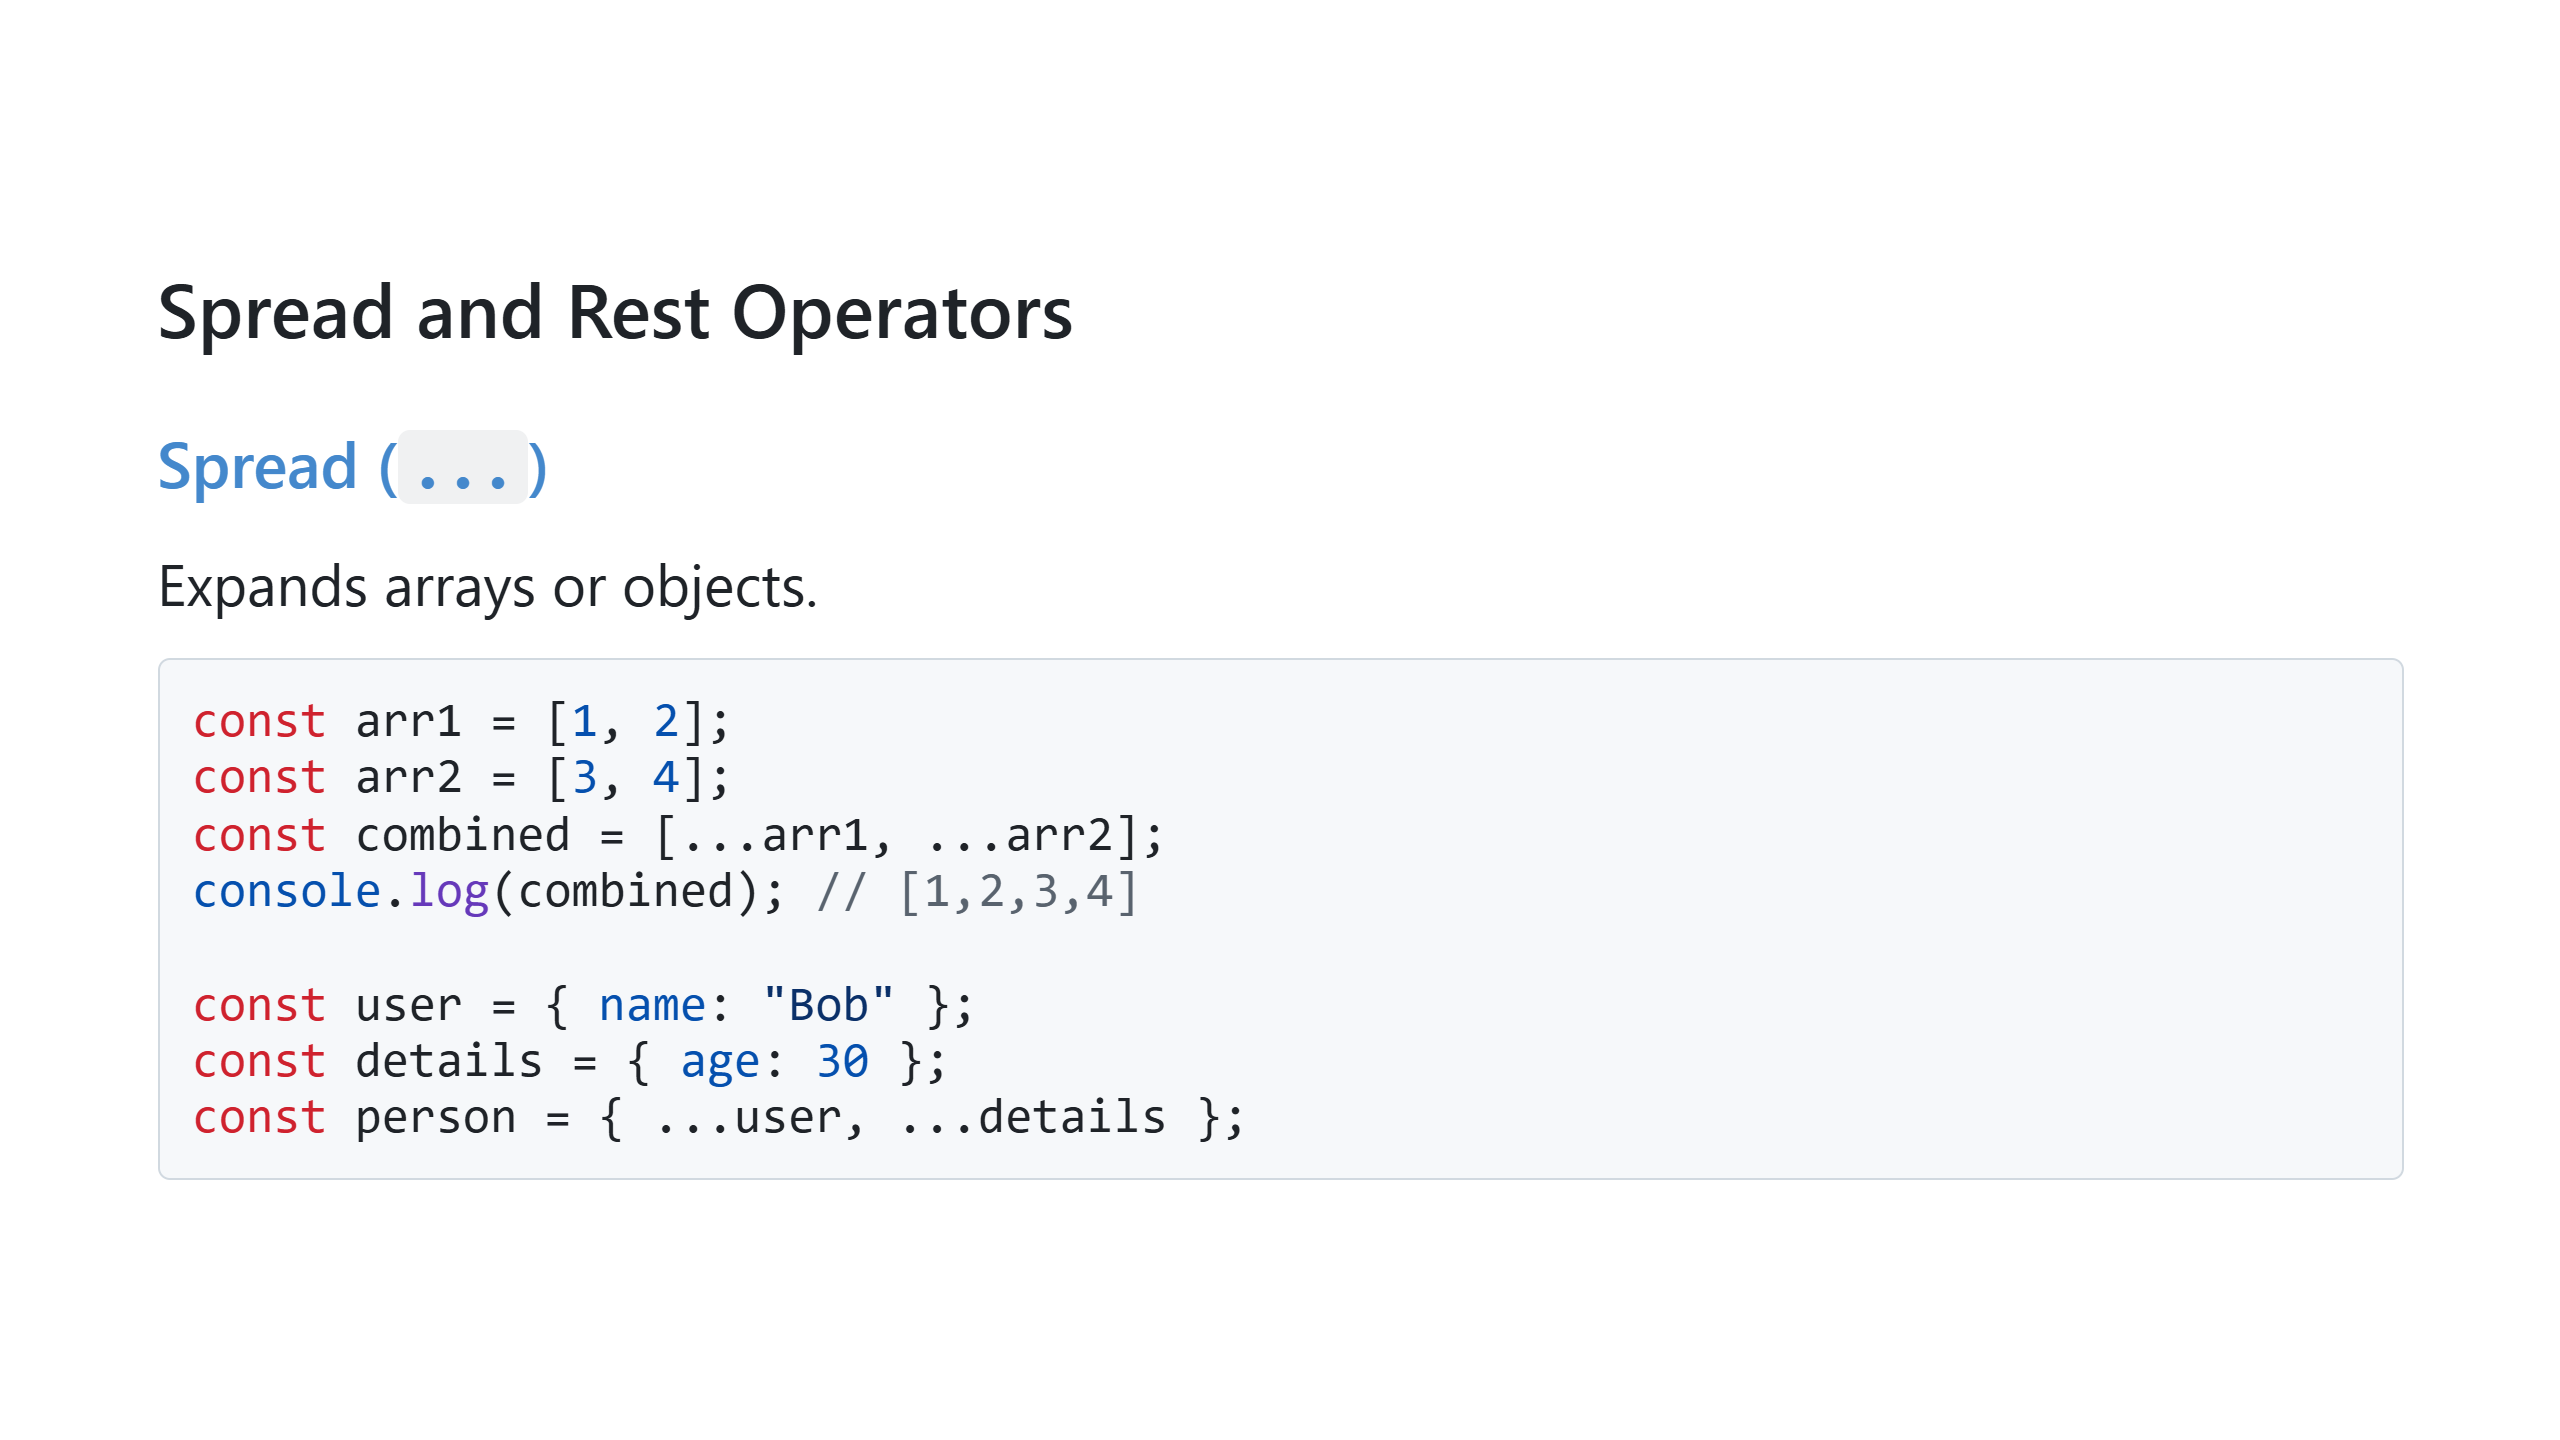 Spread and Rest Operators
Spread (...)
Expands arrays or objects.
const arr1 = [1, 2];
const arr2 = [3, 4];
const combined = [...arr1, ...arr2];
console.log(combined); // [1,2,3,4]
const user = { name: "Bob" };
const details = { age: 30 };
const person = { ...user, ...details };